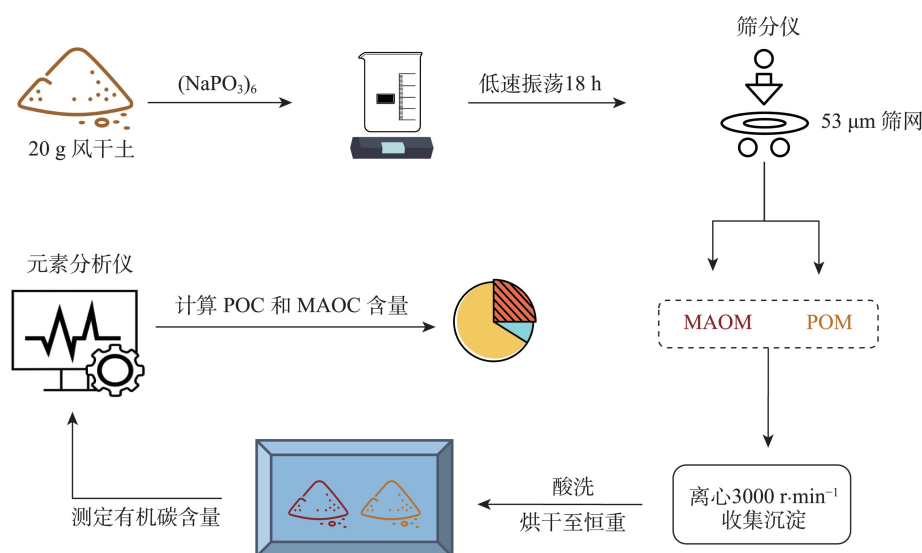 20 g 风干土
(NaPO₃)₆
低速振荡18 h
筛分仪
53 μm 筛网
MAOM
POM
离心3000 r·min⁻¹
收集沉淀
酸洗
烘干至恒重
测定有机碳含量
元素分析仪
计算 POC 和 MAOC 含量